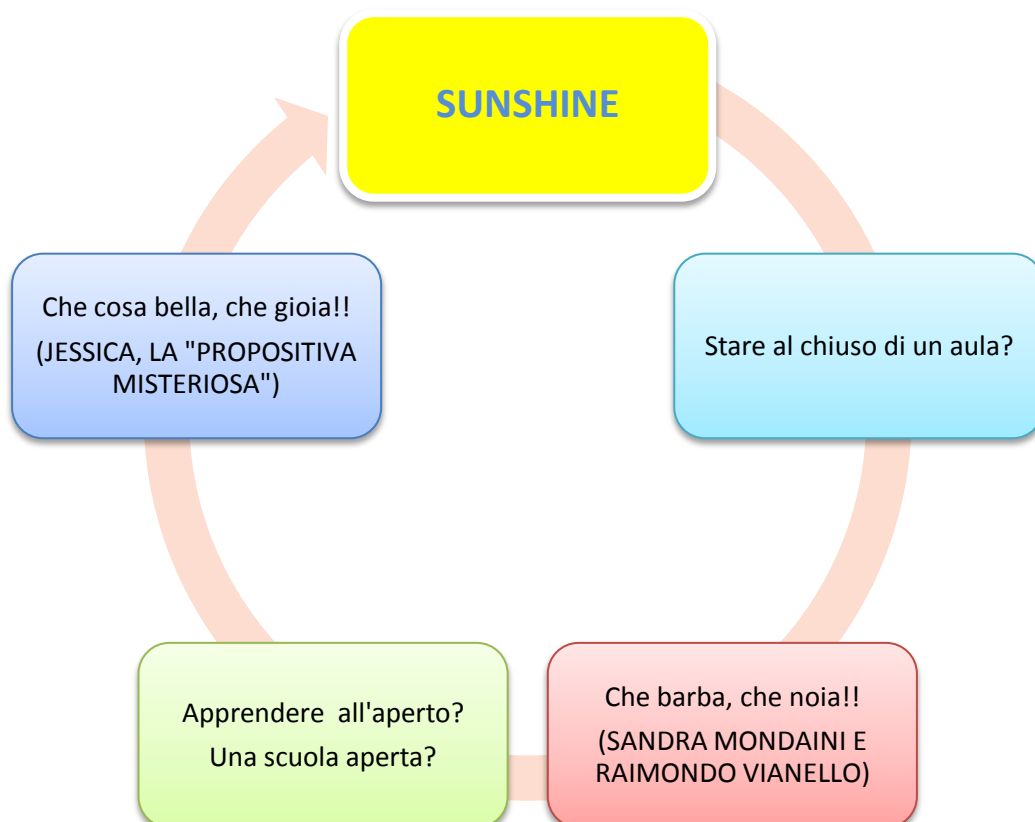 SUNSHINE
Stare al chiuso di un aula?
Che barba, che noia!!
(SANDRA MONDAINI E
RAIMONDO VIANELLO)
Apprendere  all'aperto?
Una scuola aperta?
Che cosa bella, che gioia!!
(JESSICA, LA "PROPOSITIVA
MISTERIOSA")